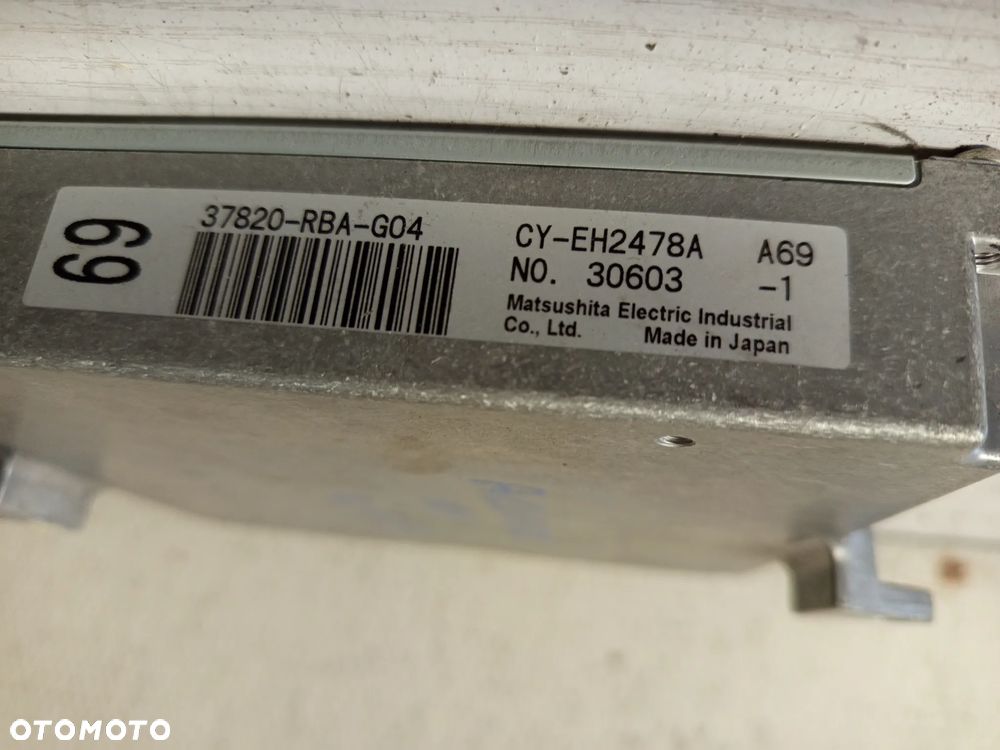 69
37820-RBA-G04
CY-EH2478A A69
NO. 30603 -1
Matsushita Electric Industrial
Co., Ltd. Made in Japan
OTOMOTO